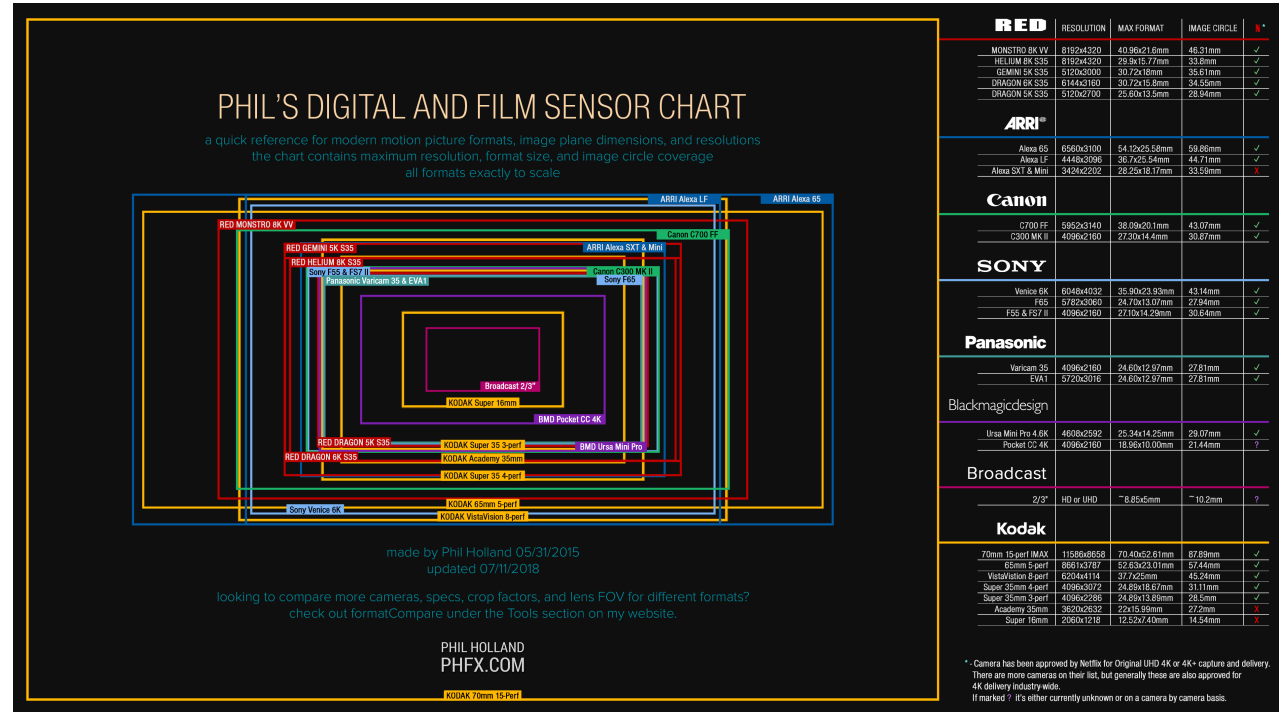 PHIL'S DIGITAL AND FILM SENSOR CHART
a quick reference for modern motion picture formats, image plane dimensions, and resolutions
the chart contains maximum resolution, format size, and image circle coverage
all formats exactly to scale
ARRI Alexa LF
ARRI Alexa 65
RED MONSTRO 8K VV
Canon C700 FF
RED GEMINI 5K S35
ARRI Alexa SXT & Mini
RED HELIUM 8K S35
Sony F55 & FS7 II
Canon C300 MK II
Panasonic Varicam 35 & EVA1
Sony F65
Broadcast 2/3"
KODAK Super 16mm
BMD Pocket CC 4K
RED DRAGON 5K S35
KODAK Super 35 3-perf
BMD Ursa Mini Pro
RED DRAGON 6K S35
KODAK Academy 35mm
KODAK Super 35 4-perf
KODAK 65mm 5-perf
Sony Venice 6K
KODAK VistaVision 8-perf
made by Phil Holland 05/31/2015
updated 07/11/2018
looking to compare more cameras, specs, crop factors, and lens FOV for different formats?
check out formatCompare under the Tools section on my website.
PHIL HOLLAND
PHFX.COM
KODAK 70mm 15-Perf
RED RESOLUTION MAX FORMAT IMAGE CIRCLE N *
MONSTRO 8K VV 8192x4320 40.96x21.6mm 46.31mm ✓
HELIUM 8K S35 8192x4320 29.9x15.77mm 33.8mm ✓
GEMINI 5K S35 5120x3000 30.72x18mm 35.61mm ✓
DRAGON 6K S35 6144x3160 30.72x15.8mm 34.55mm ✓
DRAGON 5K S35 5120x2700 25.60x13.5mm 28.94mm ✓
ARRI
Alexa 65 6560x3100 54.12x25.58mm 59.86mm ✓
Alexa LF 4448x3096 36.7x25.54mm 44.71mm ✓
Alexa SXT & Mini 3424x2202 28.25x18.17mm 33.59mm X
Canon
C700 FF 5952x3140 38.09x20.1mm 43.07mm ✓
C300 MK II 4096x2160 27.30x14.4mm 30.87mm ✓
SONY
Venice 6K 6048x4032 35.90x23.93mm 43.14mm ✓
F65 5782x3060 24.70x13.07mm 27.94mm ✓
F55 & FS7 II 4096x2160 27.10x14.29mm 30.64mm ✓
Panasonic
Varicam 35 4096x2160 24.60x12.97mm 27.81mm ✓
EVA1 5720x3016 24.60x12.97mm 27.81mm ✓
Blackmagicdesign
Ursa Mini Pro 4.6K 4608x2592 25.34x14.25mm 29.07mm ✓
Pocket CC 4K 4096x2160 18.96x10.00mm 21.44mm ?
Broadcast
2/3" HD or UHD ~8.85x5mm ~10.2mm ?
Kodak
70mm 15-perf IMAX 11586x8658 70.40x52.61mm 87.89mm ✓
65mm 5-perf 8661x3787 52.63x23.01mm 57.44mm ✓
VistaVistion 8-perf 6204x4114 37.7x25mm 45.24mm ✓
Super 35mm 4-perf 4096x3072 24.89x18.67mm 31.11mm ✓
Super 35mm 3-perf 4096x2286 24.89x13.89mm 28.5mm ✓
Academy 35mm 3620x2632 22x15.99mm 27.2mm X
Super 16mm 2060x1218 12.52x7.40mm 14.54mm X
* - Camera has been approved by Netflix for Original UHD 4K or 4K+ capture and delivery.
There are more cameras on their list, but generally these are also approved for
4K delivery industry-wide.
If marked ? it's either currently unknown or on a camera by camera basis.